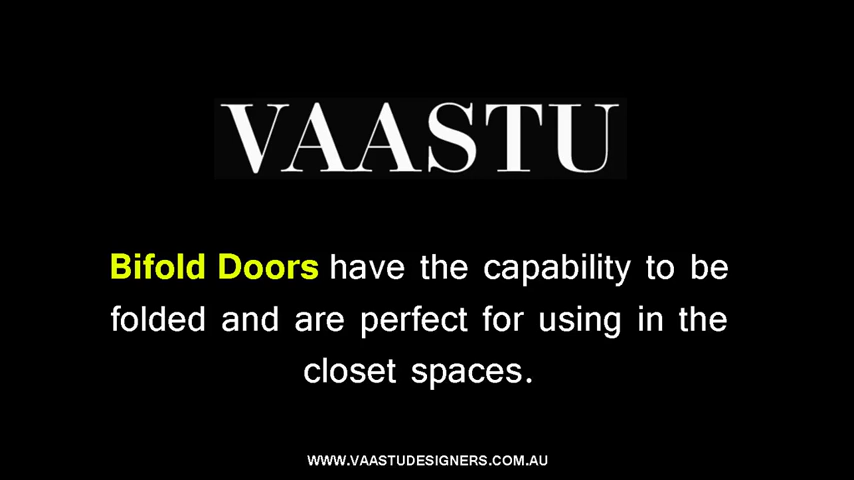 VAASTU
Bifold Doors have the capability to be
folded and are perfect for using in the
closet spaces.
WWW.VAASTUDESIGNERS.COM.AU